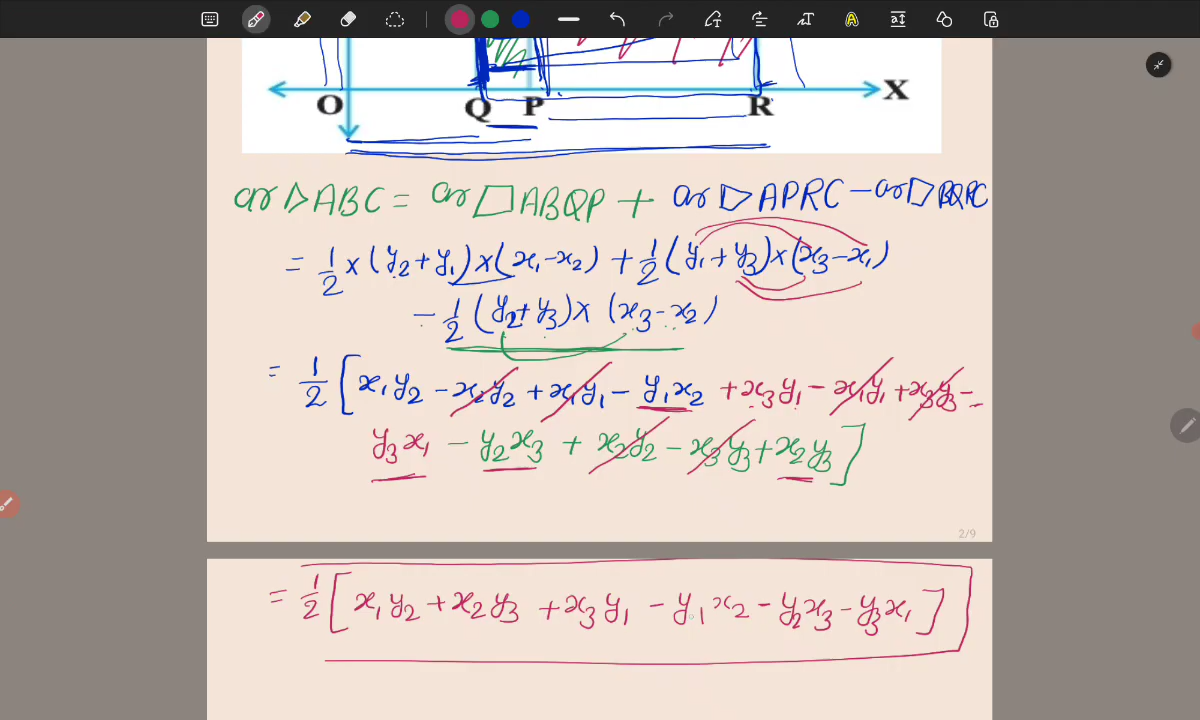 O Q P R X
ar △ABC = ar □ABQP + ar ▷APRC - ar ▷BQRC
= 1/2 × (y₂+y₁) × (x₁-x₂) + 1/2 (y₁+y₃) × (x₃-x₁)
- 1/2 (y₂+y₃) × (x₃-x₂)
= 1/2 [x₁y₂ - x₂y₂ + x₁y₁ - y₁x₂ + x₃y₁ - x₁y₁ + x₃y₃ -
y₃x₁ - y₂x₃ + x₂y₂ - x₃y₃ + x₂y₃]
2/9
= 1/2 [x₁y₂ + x₂y₃ + x₃y₁ - y₁x₂ - y₂x₃ - y₃x₁]